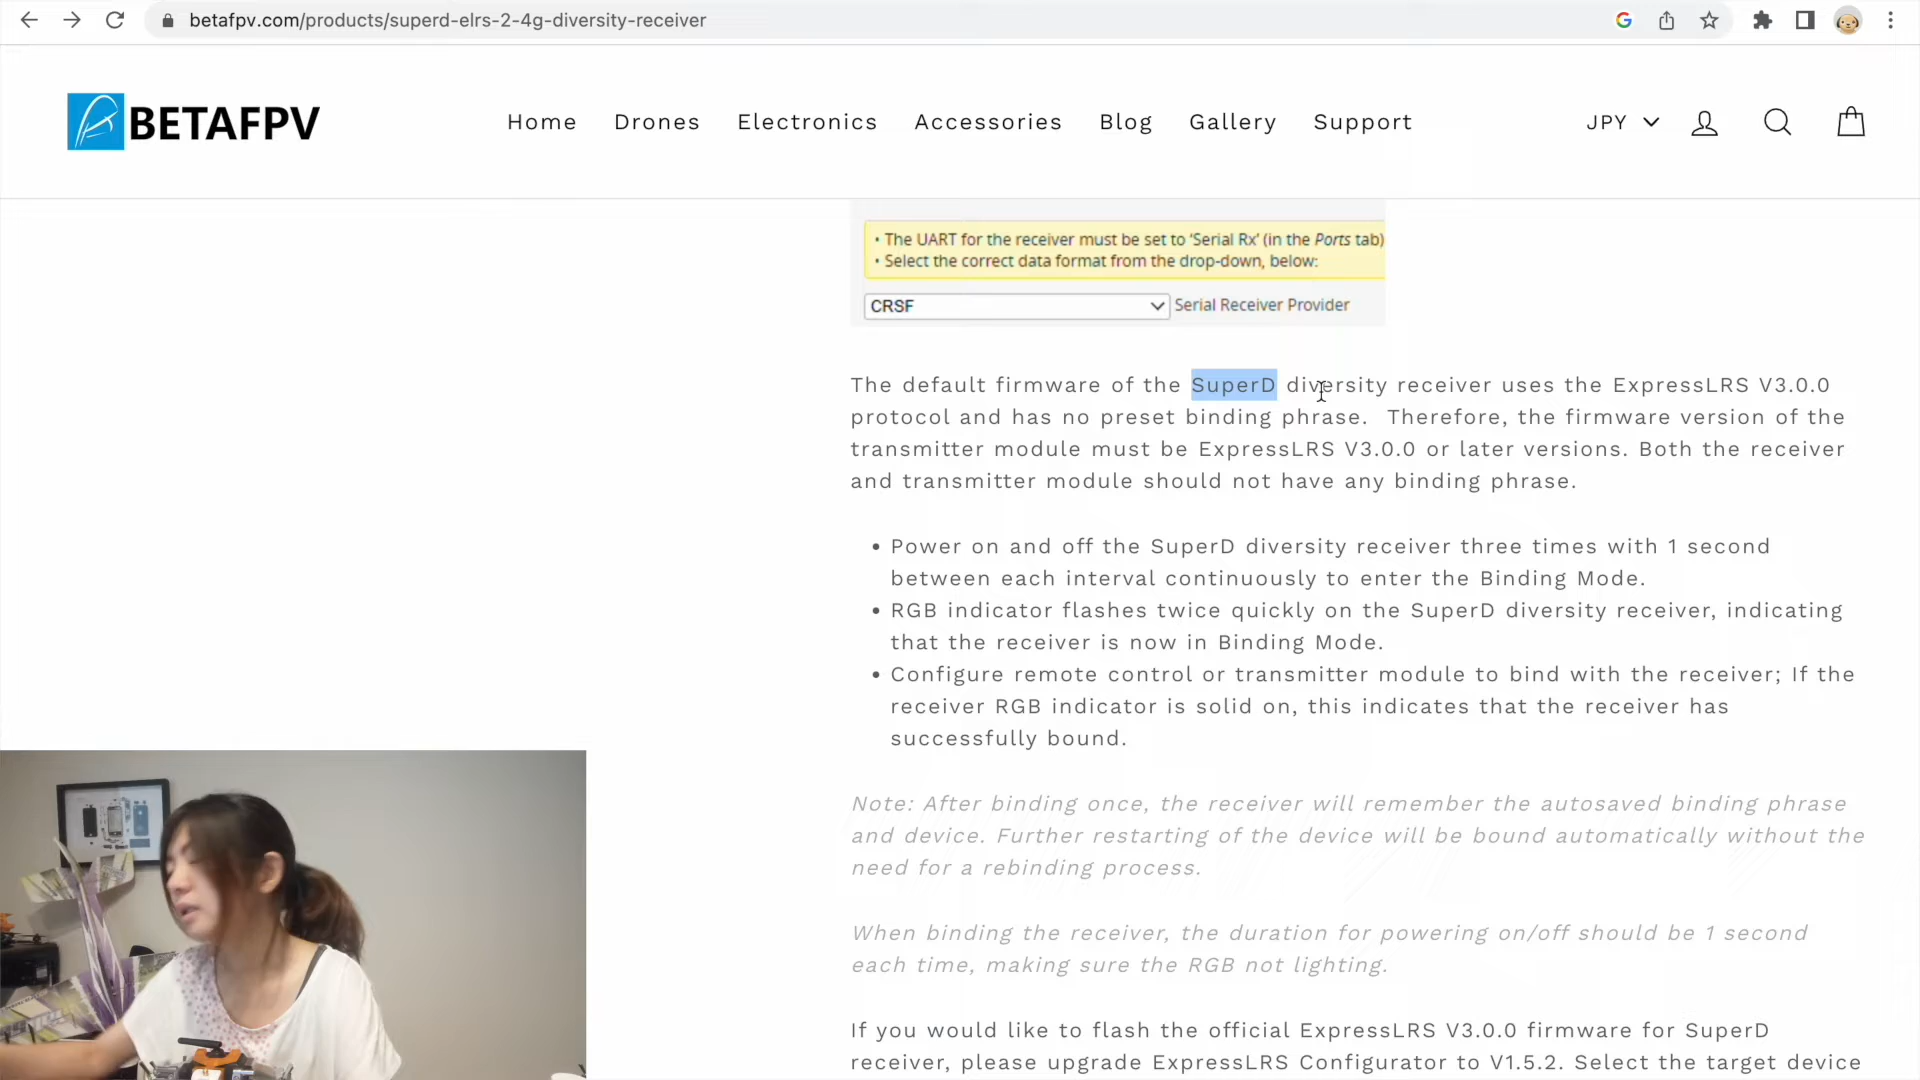 betafpv.com/products/superd-elrs-2-4g-diversity-receiver
BETAFPV
Home Drones Electronics Accessories Blog Gallery Support
JPY
• The UART for the receiver must be set to 'Serial Rx' (in the Ports tab)
• Select the correct data format from the drop-down, below:
CRSF Serial Receiver Provider
The default firmware of the SuperD diversity receiver uses the ExpressLRS V3.0.0
protocol and has no preset binding phrase. Therefore, the firmware version of the
transmitter module must be ExpressLRS V3.0.0 or later versions. Both the receiver
and transmitter module should not have any binding phrase.
• Power on and off the SuperD diversity receiver three times with 1 second
between each interval continuously to enter the Binding Mode.
• RGB indicator flashes twice quickly on the SuperD diversity receiver, indicating
that the receiver is now in Binding Mode.
• Configure remote control or transmitter module to bind with the receiver; If the
receiver RGB indicator is solid on, this indicates that the receiver has
successfully bound.
Note: After binding once, the receiver will remember the autosaved binding phrase
and device. Further restarting of the device will be bound automatically without the
need for a rebinding process.
When binding the receiver, the duration for powering on/off should be 1 second
each time, making sure the RGB not lighting.
If you would like to flash the official ExpressLRS V3.0.0 firmware for SuperD
receiver, please upgrade ExpressLRS Configurator to V1.5.2. Select the target device